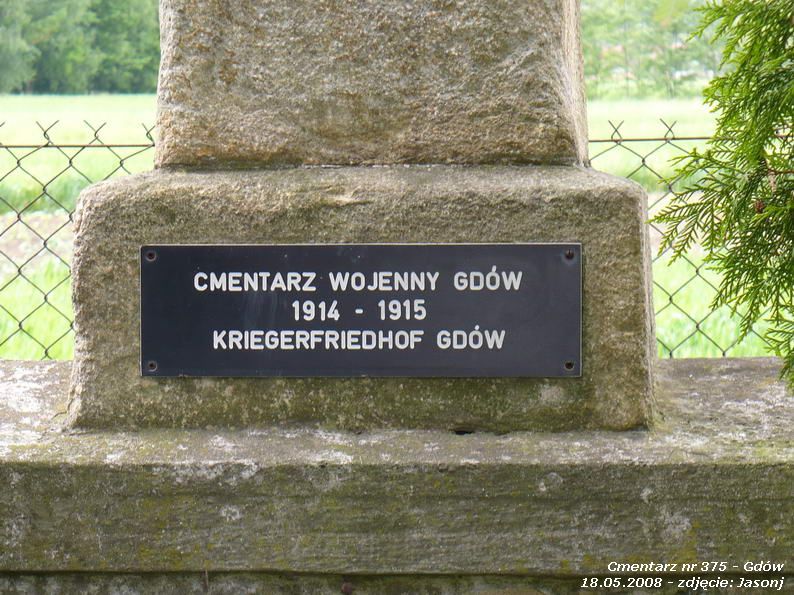 CMENTARZ WOJENNY GDÓW
1914 - 1915
KRIEGERFRIEDHOF GDÓW
Cmentarz nr 375 - Gdów
18.05.2008 - zdjęcie: Jasonj